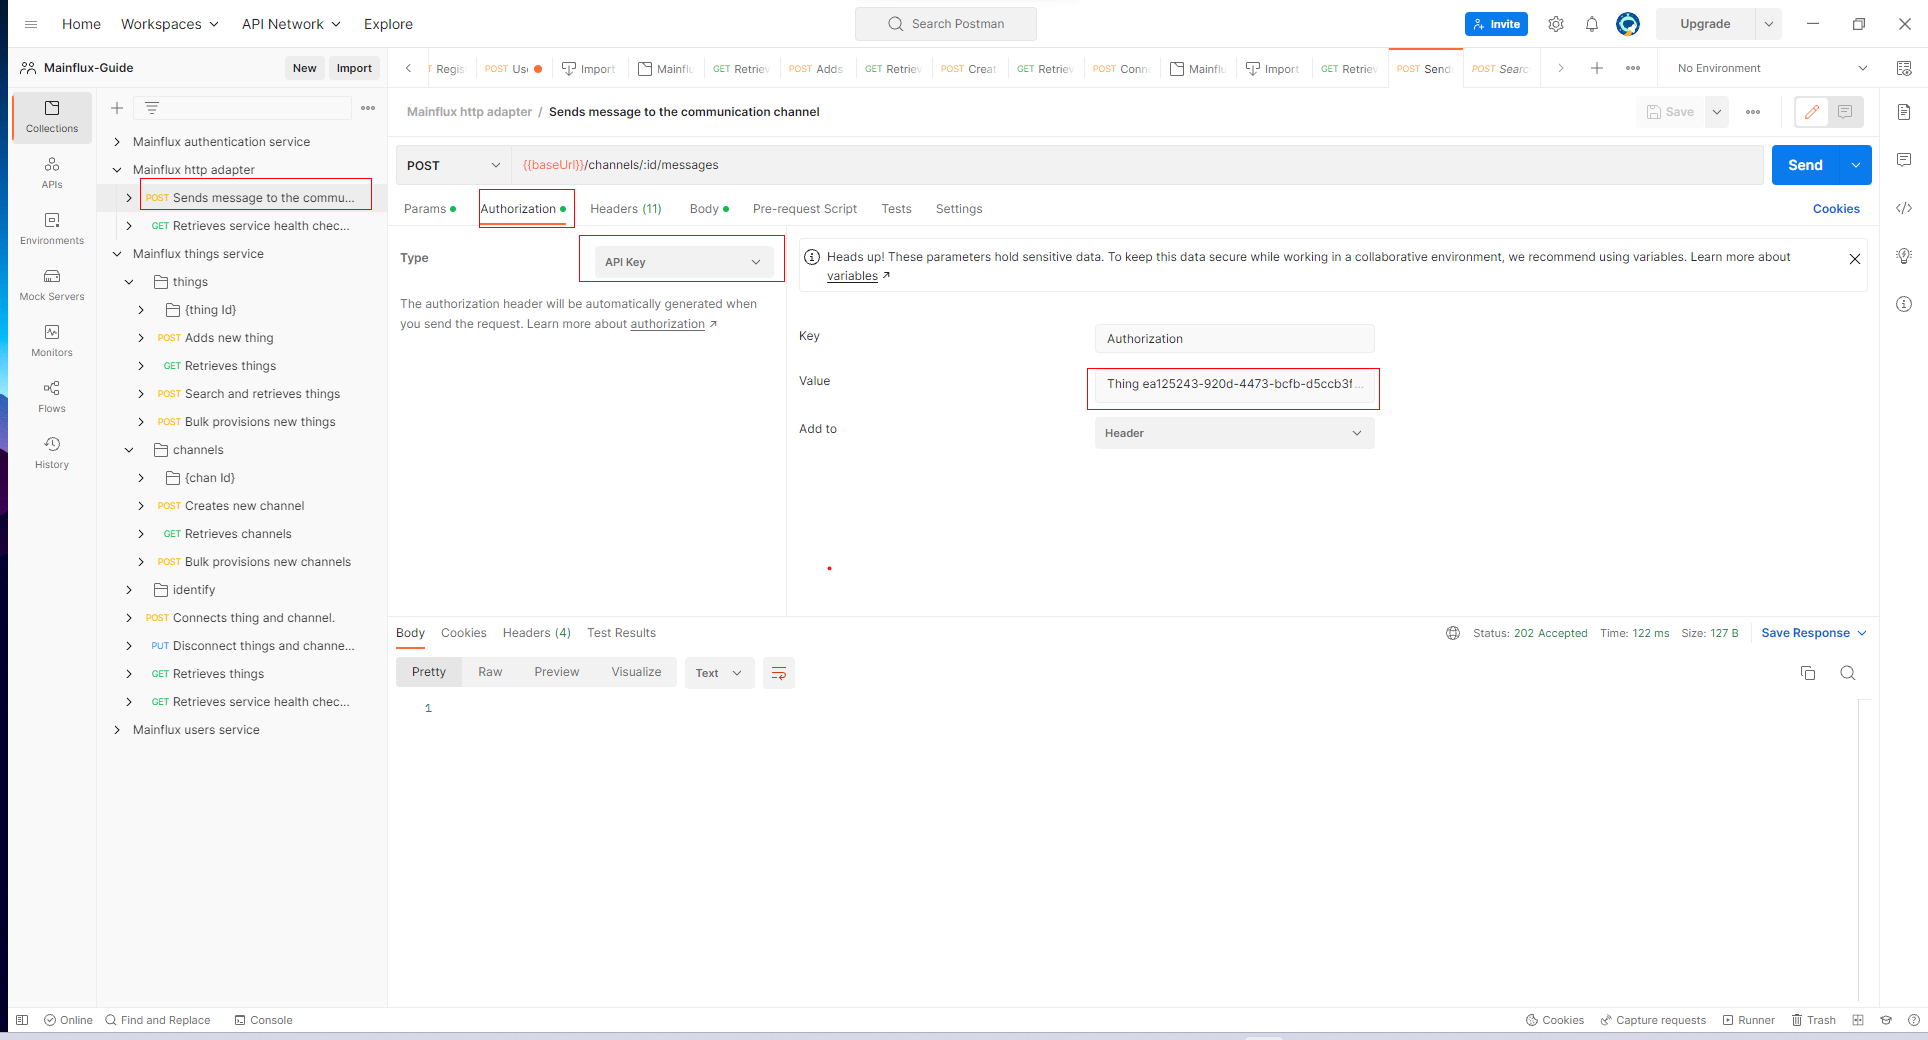 Home Workspaces API Network Explore Search Postman Invite Upgrade
Mainflux-Guide New Import
Regis POST Us Import Mainflu GET Retriev POST Adds GET Retriev POST Creat GET Retriev POST Conn Mainflu Import GET Retriev POST Send POST Searc No Environment
Collections
APIs
Environments
Mock Servers
Monitors
Flows
History
Mainflux authentication service
Mainflux http adapter
POST Sends message to the commu...
GET Retrieves service health chec...
Mainflux things service
things
{thing Id}
POST Adds new thing
GET Retrieves things
POST Search and retrieves things
POST Bulk provisions new things
channels
{chan Id}
POST Creates new channel
GET Retrieves channels
POST Bulk provisions new channels
identify
POST Connects thing and channel.
PUT Disconnect things and channe...
GET Retrieves things
GET Retrieves service health chec...
Mainflux users service
Mainflux http adapter / Sends message to the communication channel Save
POST {{baseUrl}}/channels/:id/messages Send
Params Authorization Headers (11) Body Pre-request Script Tests Settings Cookies
Type API Key
The authorization header will be automatically generated when
you send the request. Learn more about authorization ↗
Heads up! These parameters hold sensitive data. To keep this data secure while working in a collaborative environment, we recommend using variables. Learn more about
variables ↗
Key Authorization
Value Thing ea125243-920d-4473-bcfb-d5ccb3f...
Add to Header
Body Cookies Headers (4) Test Results Status: 202 Accepted Time: 122 ms Size: 127 B Save Response
Pretty Raw Preview Visualize Text
1
Online Find and Replace Console Cookies Capture requests Runner Trash